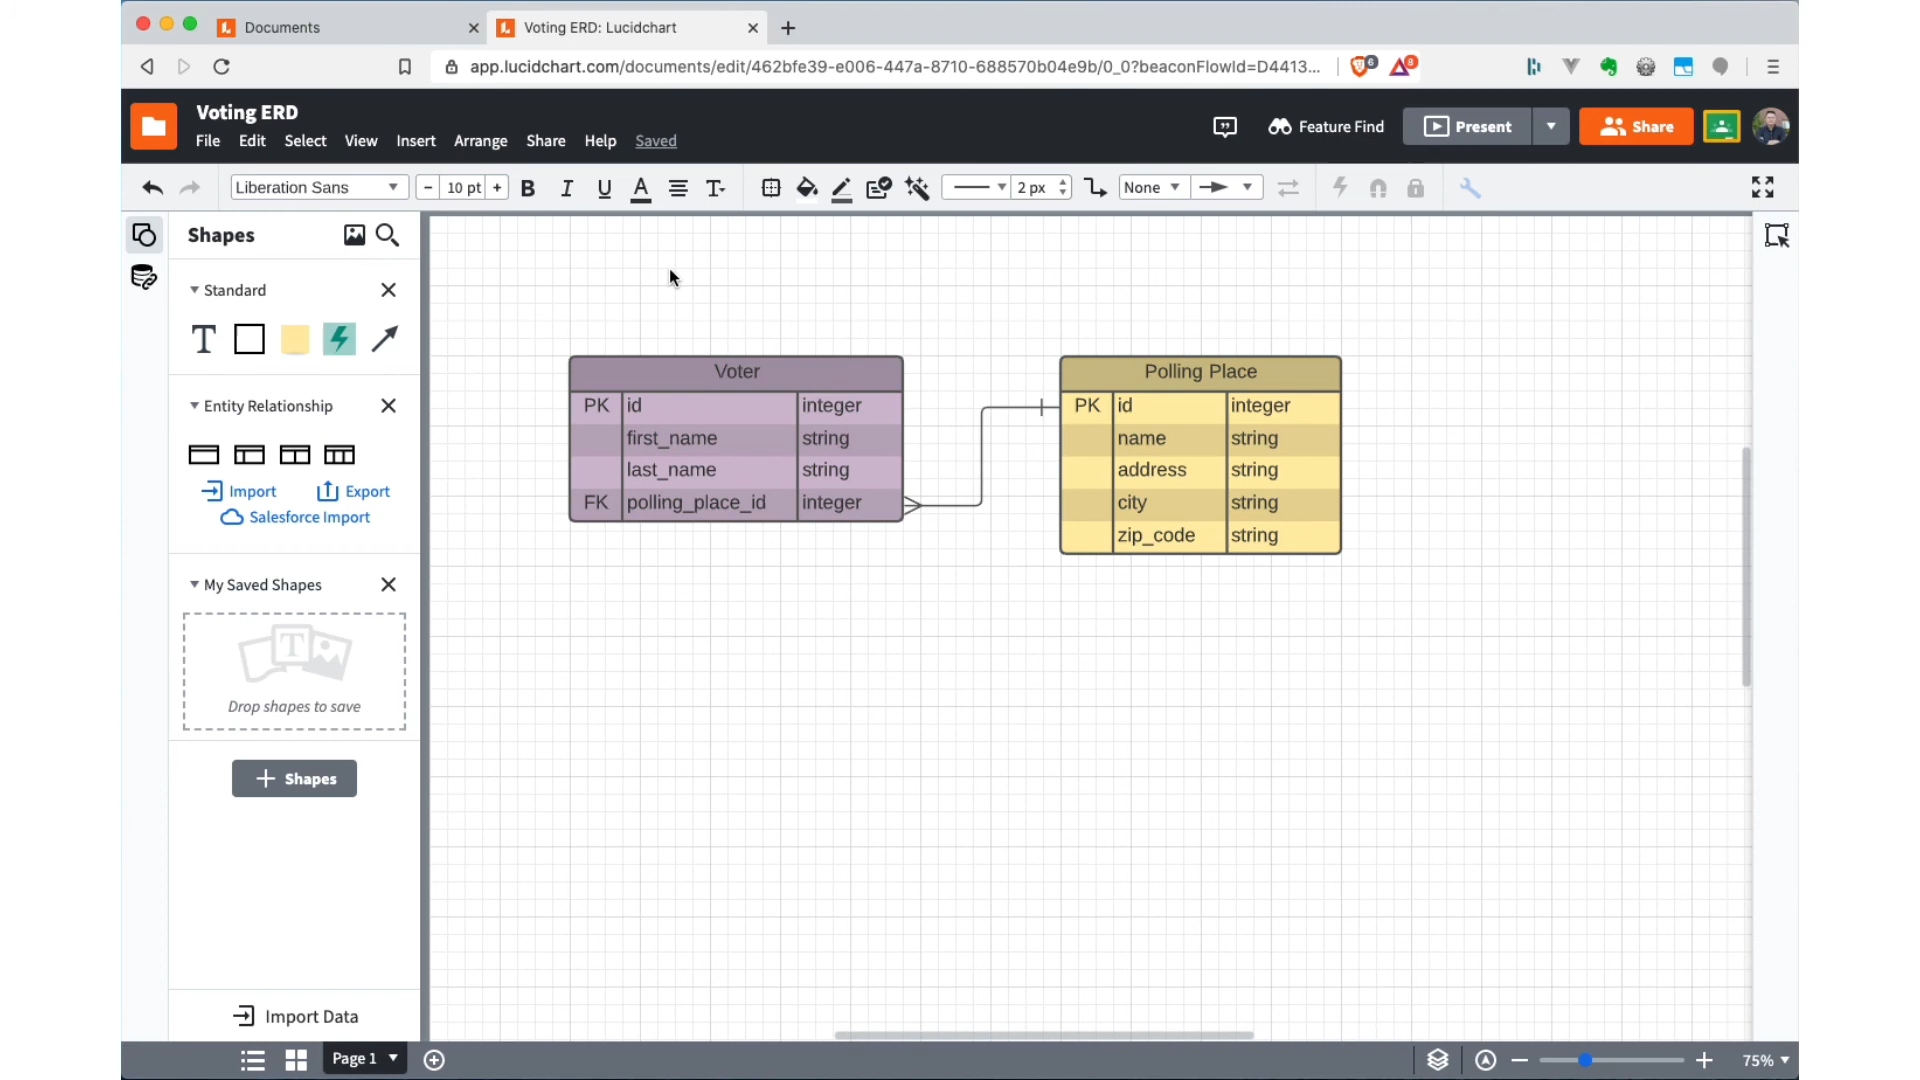 Documents
Voting ERD: Lucidchart
app.lucidchart.com/documents/edit/462bfe39-e006-447a-8710-688570b04e9b/0_0?beaconFlowId=D4413...
6
8
Voting ERD
File Edit Select View Insert Arrange Share Help Saved
Feature Find
Present
Share
Liberation Sans
- 10 pt +
B I U A T
2 px
None
Shapes
Standard
T
Entity Relationship
Import
Export
Salesforce Import
My Saved Shapes
T
Drop shapes to save
+ Shapes
Import Data
Voter
PK id integer
first_name string
last_name string
FK polling_place_id integer
Polling Place
PK id integer
name string
address string
city string
zip_code string
Page 1
75%